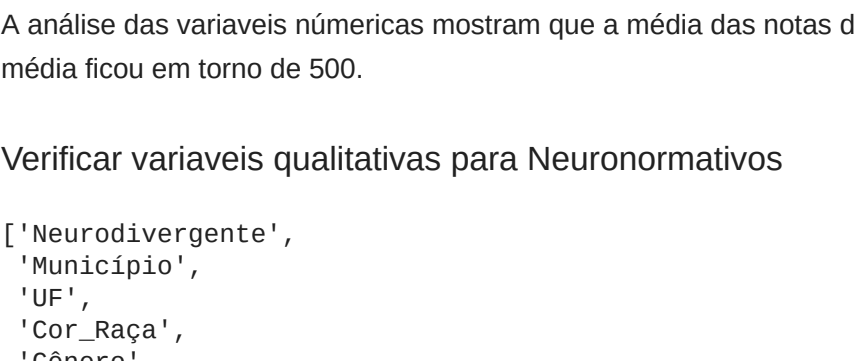 A análise das variaveis númericas mostram que a média das notas d
média ficou em torno de 500.
Verificar variaveis qualitativas para Neuronormativos
['Neurodivergente',
'Município',
'UF',
'Cor_Raça',
'Gênero'